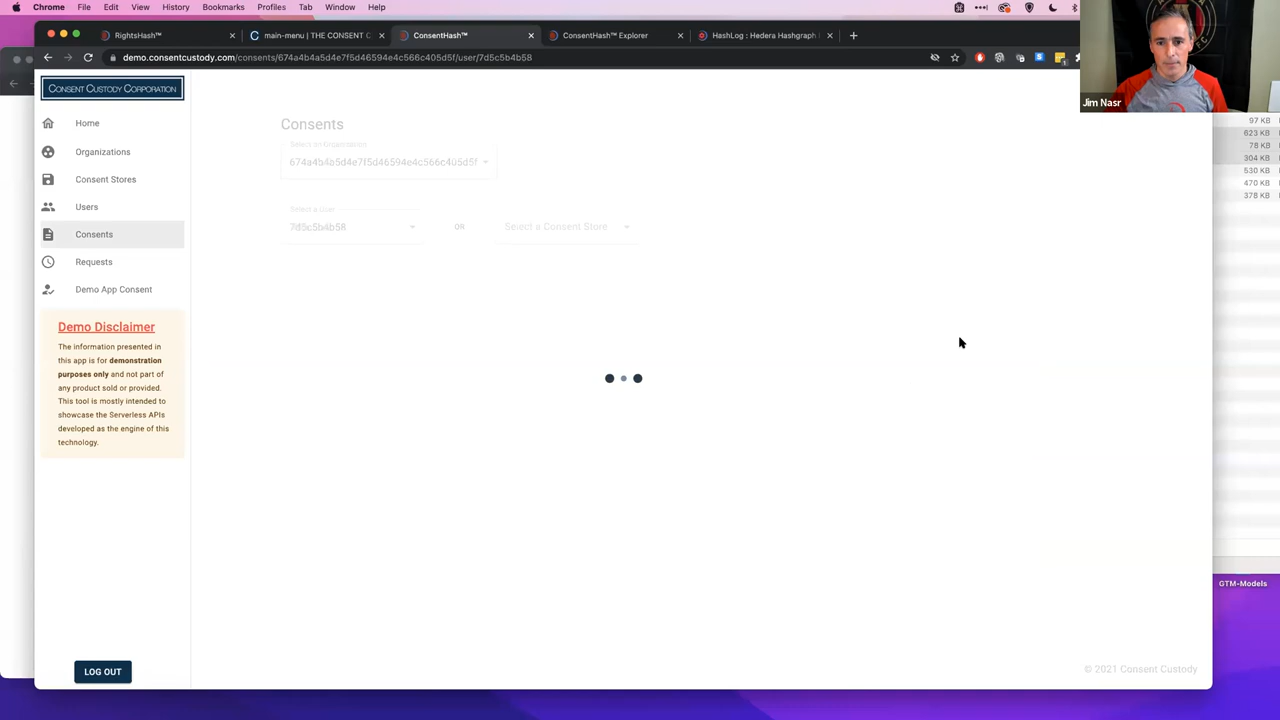 Chrome File Edit View History Bookmarks Profiles Tab Window Help
RightsHash™
main-menu | THE CONSENT C
ConsentHash™
ConsentHash™ Explorer
HashLog : Hedera Hashgraph
demo.consentcustody.com/consents/674a4b4a5d4e7f5d46594e4c566c405d5f/user/7d5c5b4b58
Jim Nasr
CONSENT CUSTODY CORPORATION
Home
Organizations
Consent Stores
Users
Consents
Requests
Demo App Consent
Demo Disclaimer
The information presented in
this app is for demonstration
purposes only and not part of
any product sold or provided.
This tool is mostly intended to
showcase the Serverless APIs
developed as the engine of this
technology.
LOG OUT
Consents
Select an Organization
674a4b4a5d4e7f5d46594e4c566c405d5f
Select a User
7d5c5b4b58
OR
Select a Consent Store
© 2021 Consent Custody
97 KB
623 KB
78 KB
304 KB
530 KB
470 KB
378 KB
GTM-Models